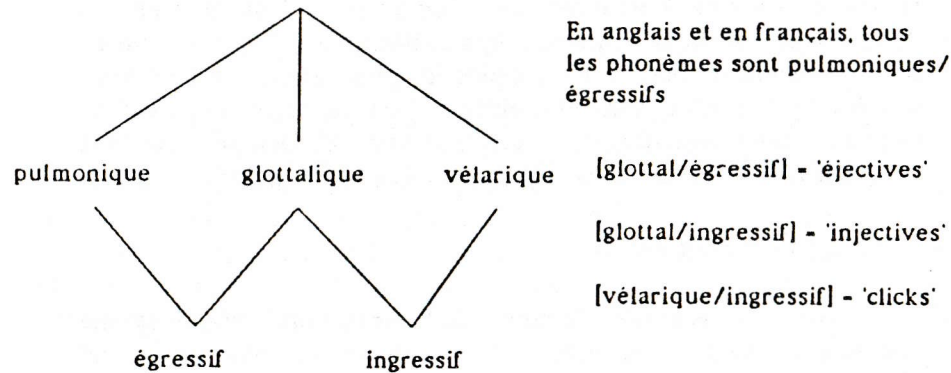 En anglais et en français, tous
les phonèmes sont pulmoniques/
égressifs
pulmonique glottalique vélarique
[glottal/égressif] - 'éjectives'
[glottal/ingressif] - 'injectives'
[vélarique/ingressif] - 'clicks'
égressif ingressif